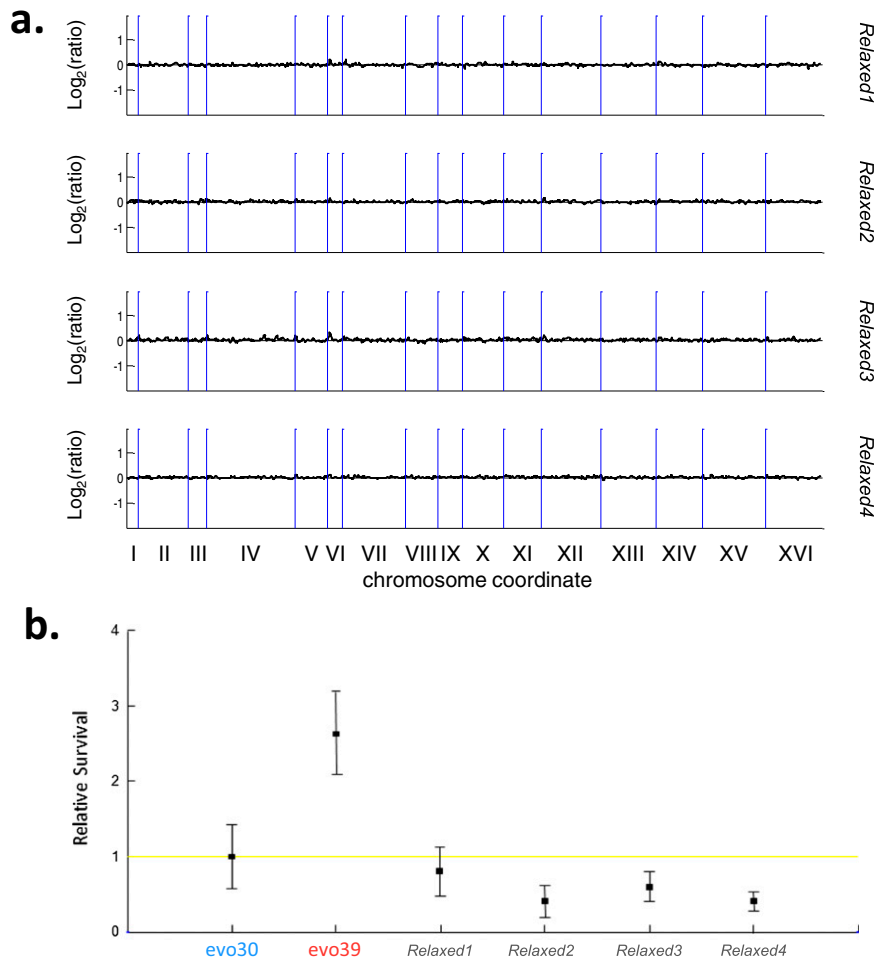 a.
Log2(ratio)
1
0
-1
Relaxed1
Log2(ratio)
1
0
-1
Relaxed2
Log2(ratio)
1
0
-1
Relaxed3
Log2(ratio)
1
0
-1
Relaxed4
I II III IV V VI VII VIII IX X XI XII XIII XIV XV XVI
chromosome coordinate
b.
Relative Survival
4
3
2
1
0
evo30 evo39 Relaxed1 Relaxed2 Relaxed3 Relaxed4